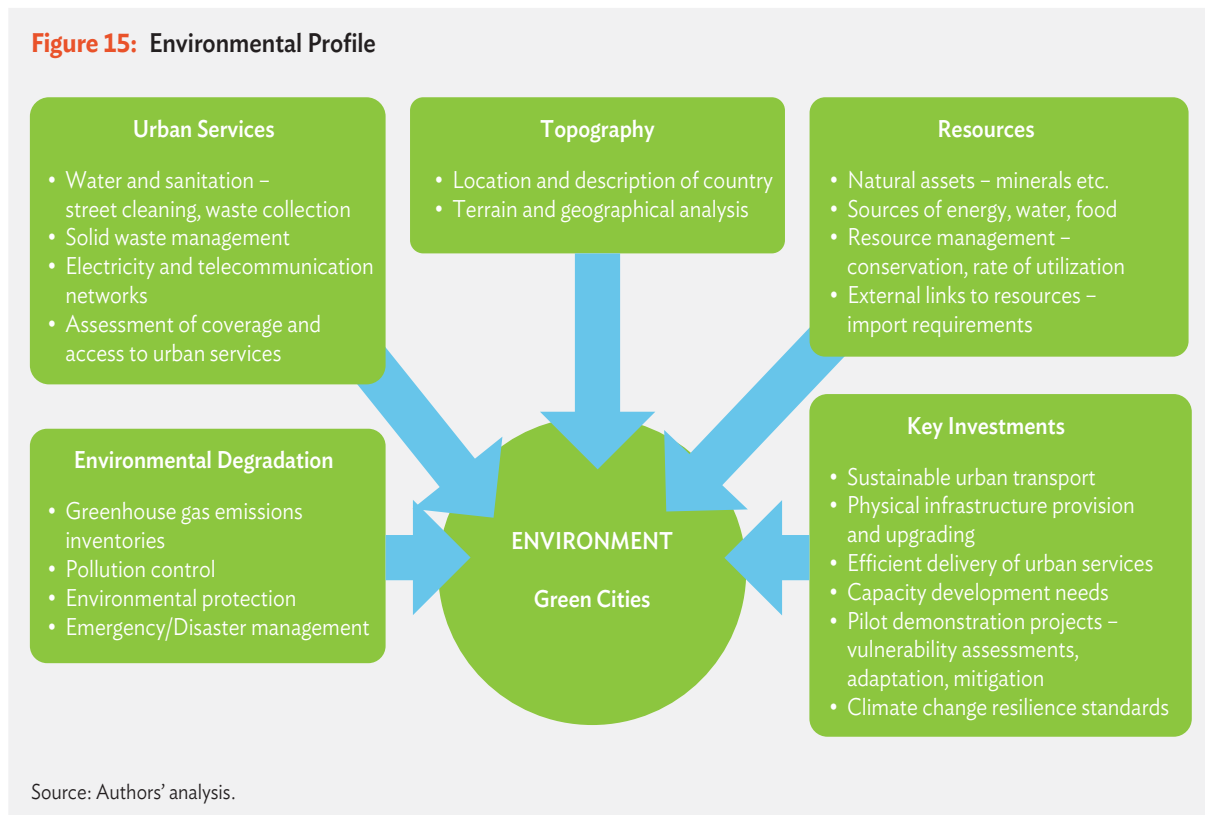 Figure 15: Environmental Profile
Urban Services
• Water and sanitation –
street cleaning, waste collection
• Solid waste management
• Electricity and telecommunication
networks
• Assessment of coverage and
access to urban services
Topography
• Location and description of country
• Terrain and geographical analysis
Resources
• Natural assets – minerals etc.
• Sources of energy, water, food
• Resource management –
conservation, rate of utilization
• External links to resources –
import requirements
Environmental Degradation
• Greenhouse gas emissions
inventories
• Pollution control
• Environmental protection
• Emergency/Disaster management
ENVIRONMENT
Green Cities
Key Investments
• Sustainable urban transport
• Physical infrastructure provision
and upgrading
• Efficient delivery of urban services
• Capacity development needs
• Pilot demonstration projects –
vulnerability assessments,
adaptation, mitigation
• Climate change resilience standards
Source: Authors’ analysis.